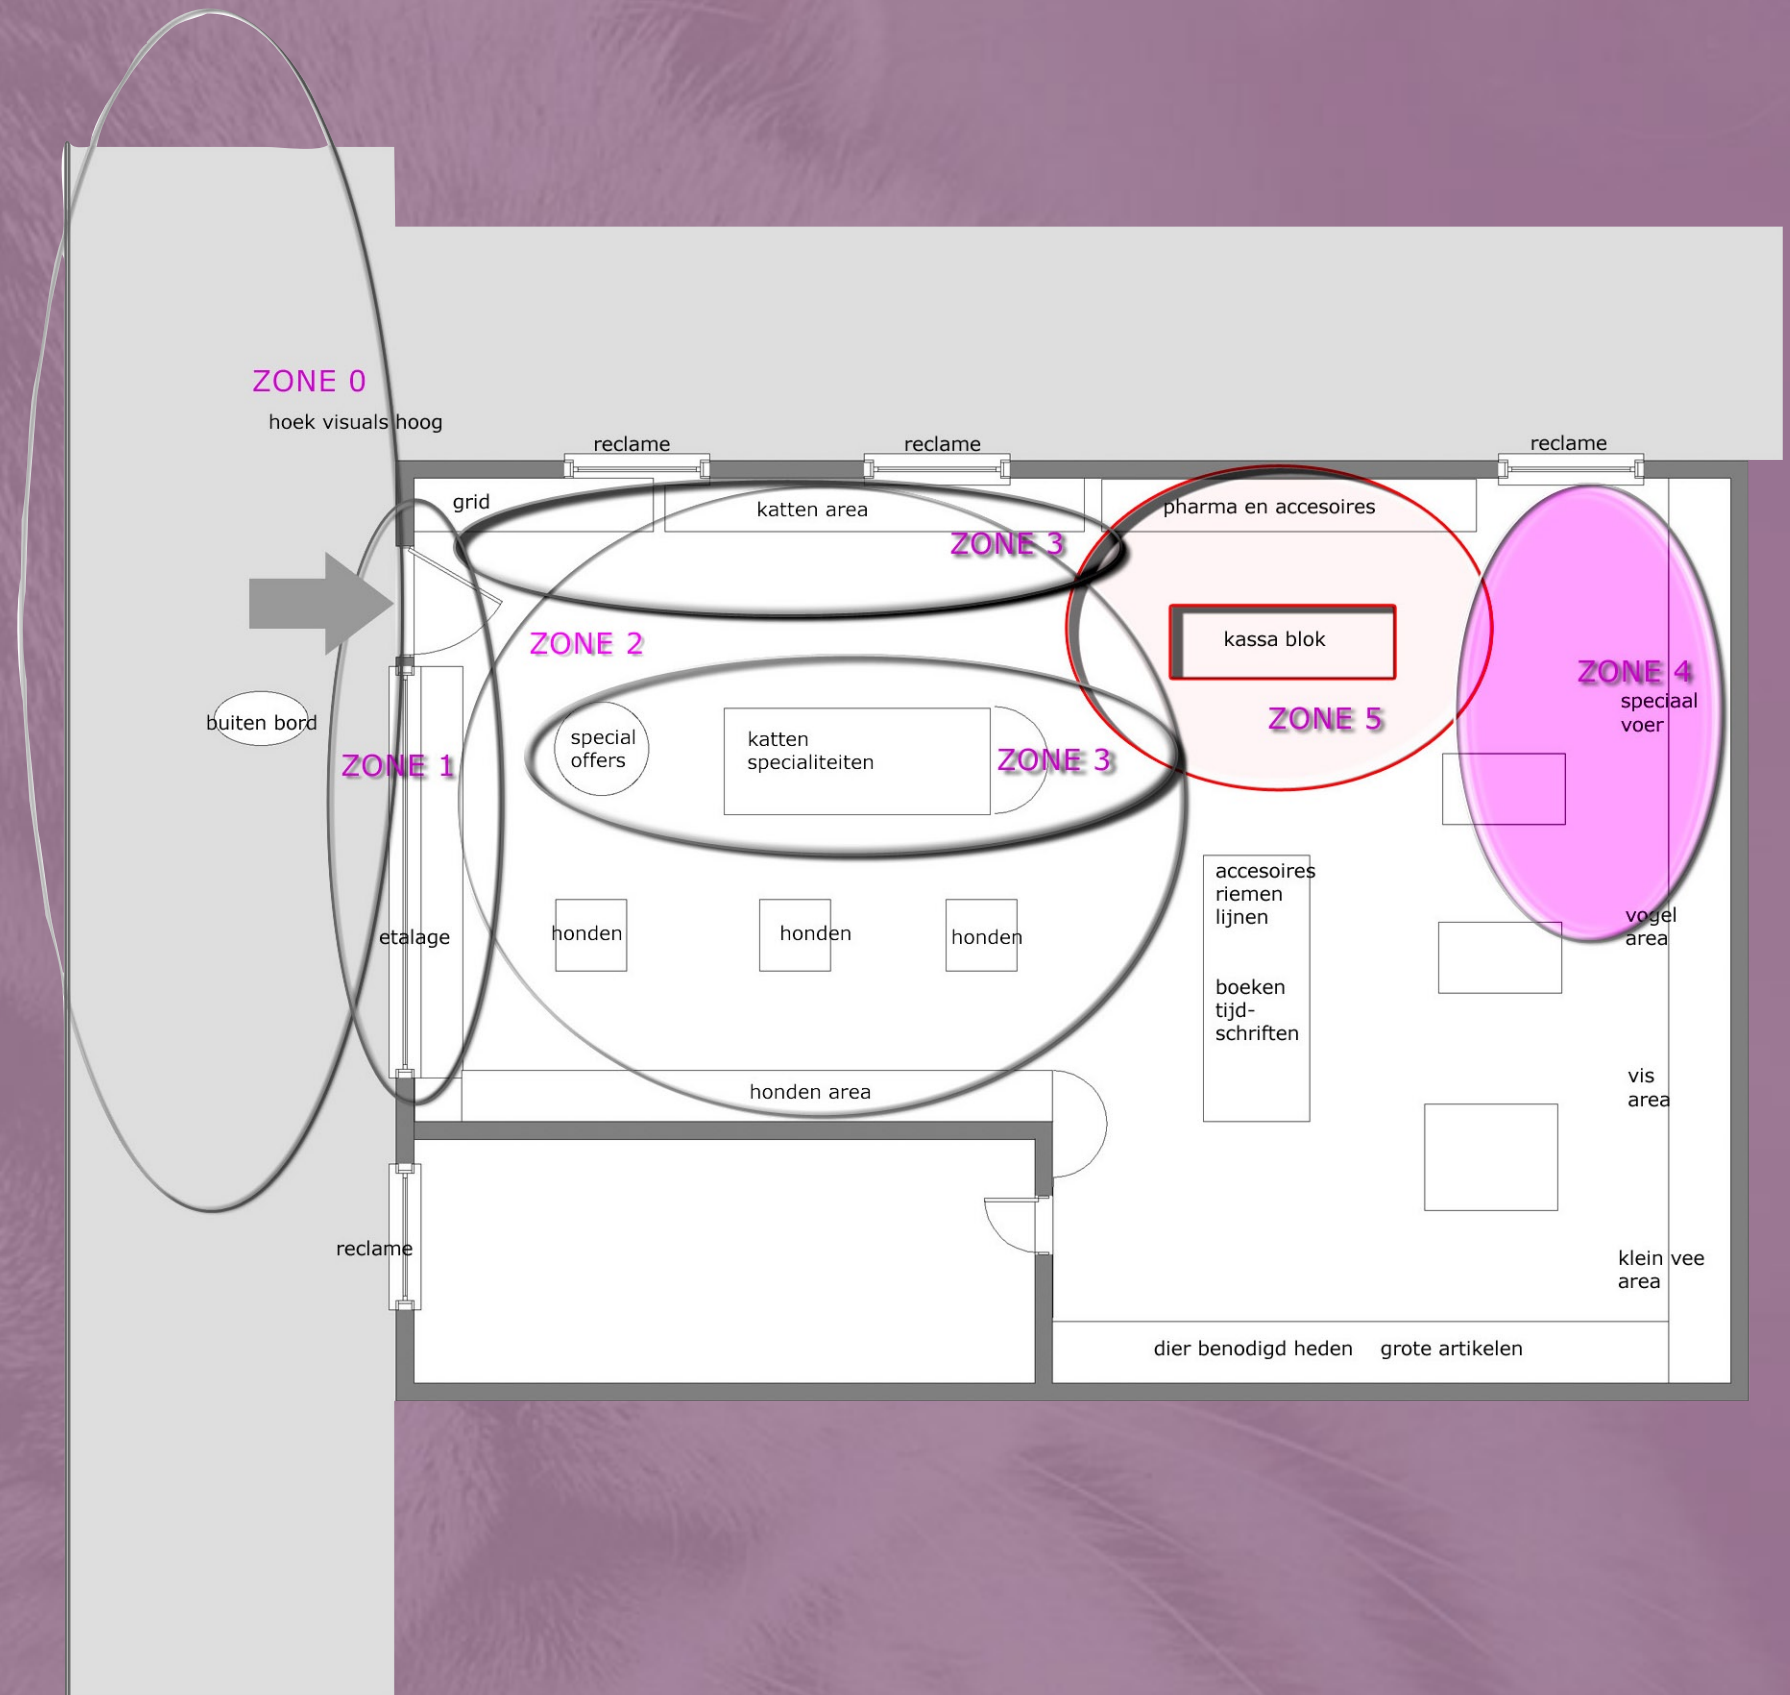 ZONE 0
hoek visuals hoog
reclame
reclame
reclame
grid
katten area
pharma en accesoires
ZONE 3
ZONE 2
kassa blok
ZONE 4
speciaal
voer
ZONE 5
buiten bord
ZONE 1
special
offers
katten
specialiteiten
ZONE 3
accesoires
riemen
lijnen
vogel
area
etalage
honden
honden
honden
boeken
tijd-
schriften
honden area
vis
area
reclame
klein vee
area
dier benodigd heden
grote artikelen